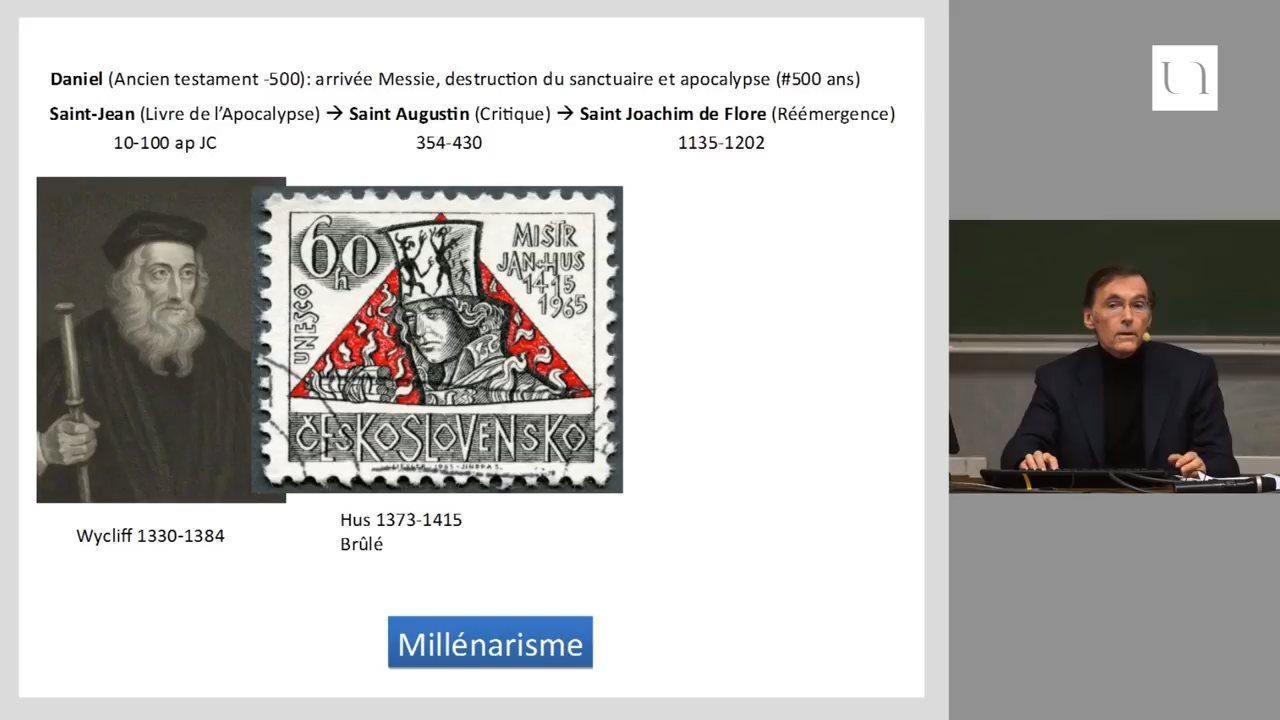 Daniel (Ancien testament -500): arrivée Messie, destruction du sanctuaire et apocalypse (#500 ans)
Saint-Jean (Livre de l'Apocalypse) → Saint Augustin (Critique) → Saint Joachim de Flore (Réémergence)
10-100 ap JC 354-430 1135-1202
60
h
UNESCO
MISTR
JAN HUS
1415
1965
ČESKOSLOVENSKO
Wycliff 1330-1384
Hus 1373-1415
Brûlé
Millénarisme